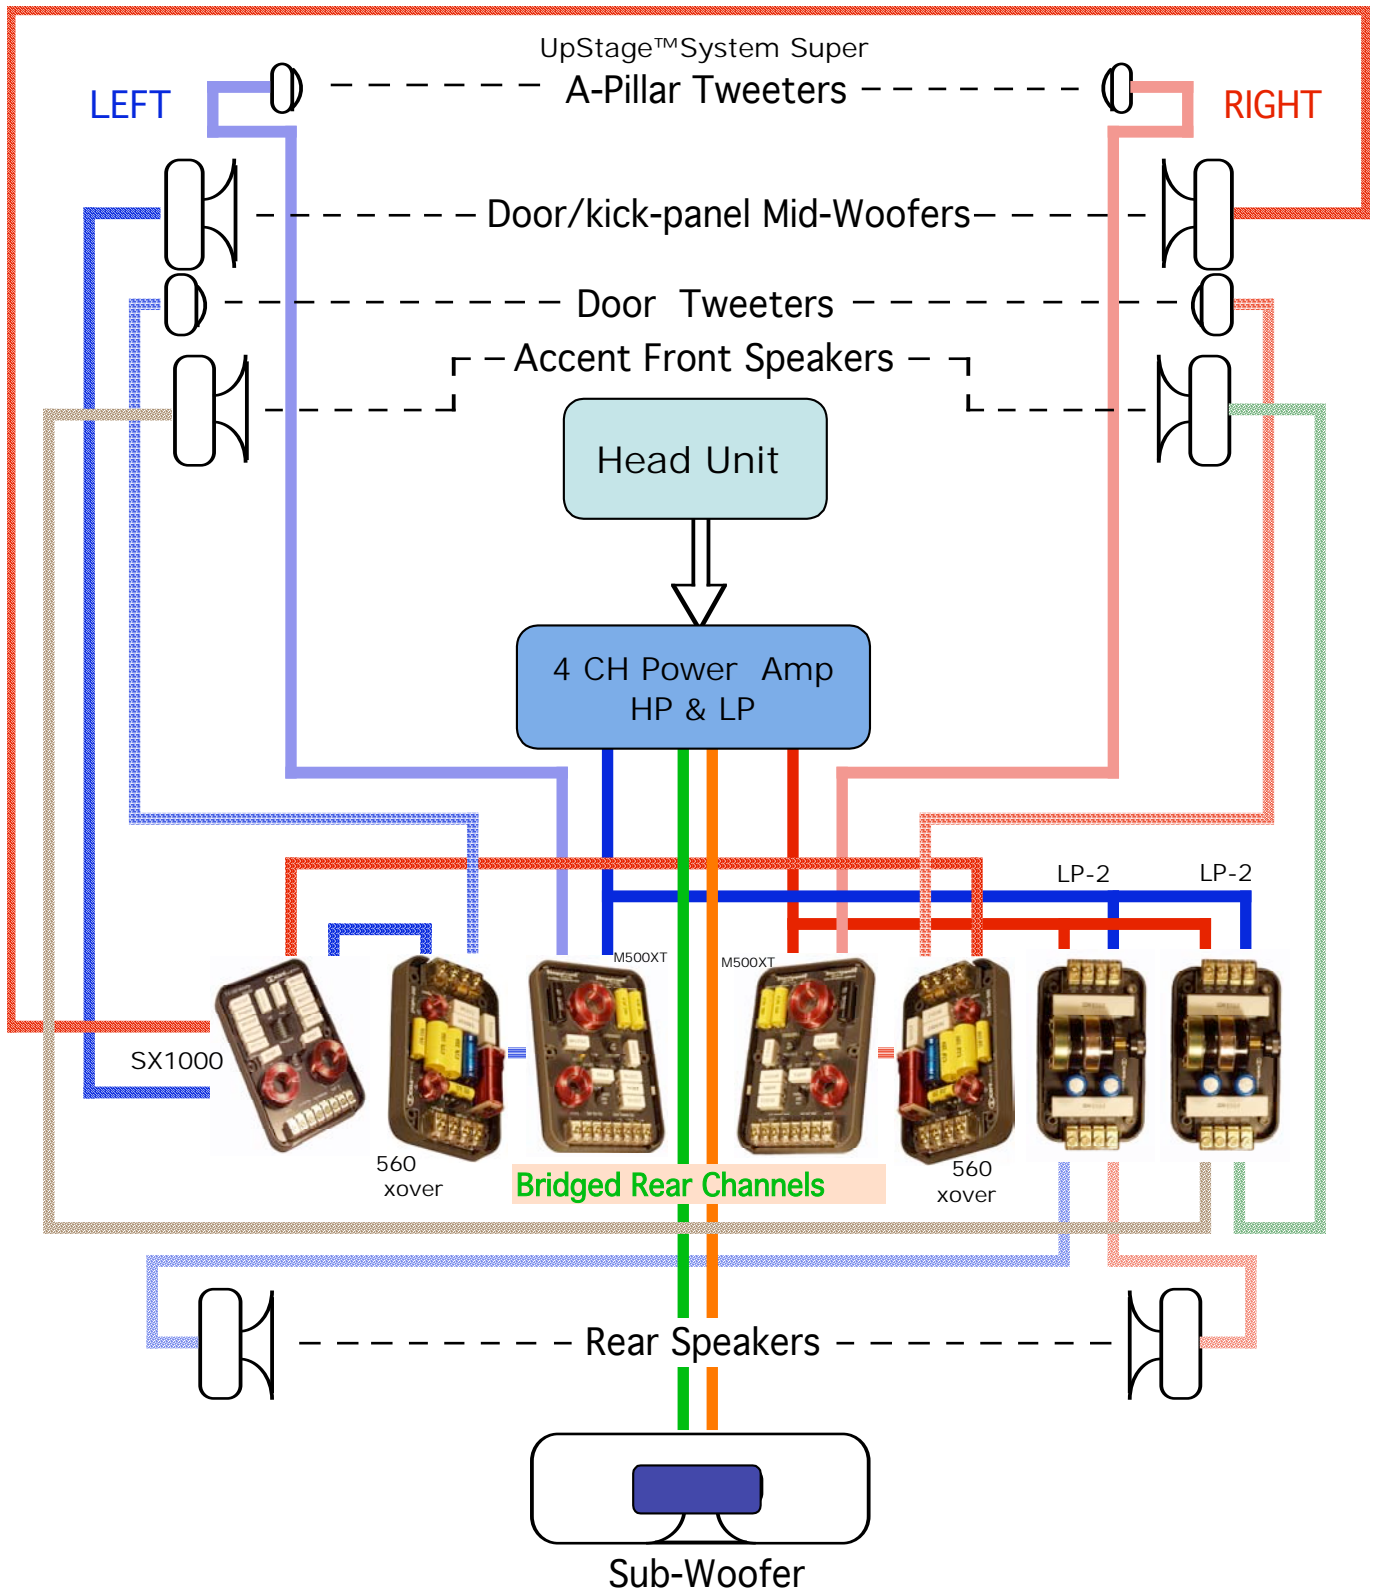 UpStage™System Super
A-Pillar Tweeters
LEFT
RIGHT
Door/kick-panel Mid-Woofers
Door Tweeters
Accent Front Speakers
Head Unit
4 CH Power Amp
HP & LP
LP-2
LP-2
M500XT
M500XT
SX1000
560
xover
560
xover
Bridged Rear Channels
Rear Speakers
Sub-Woofer